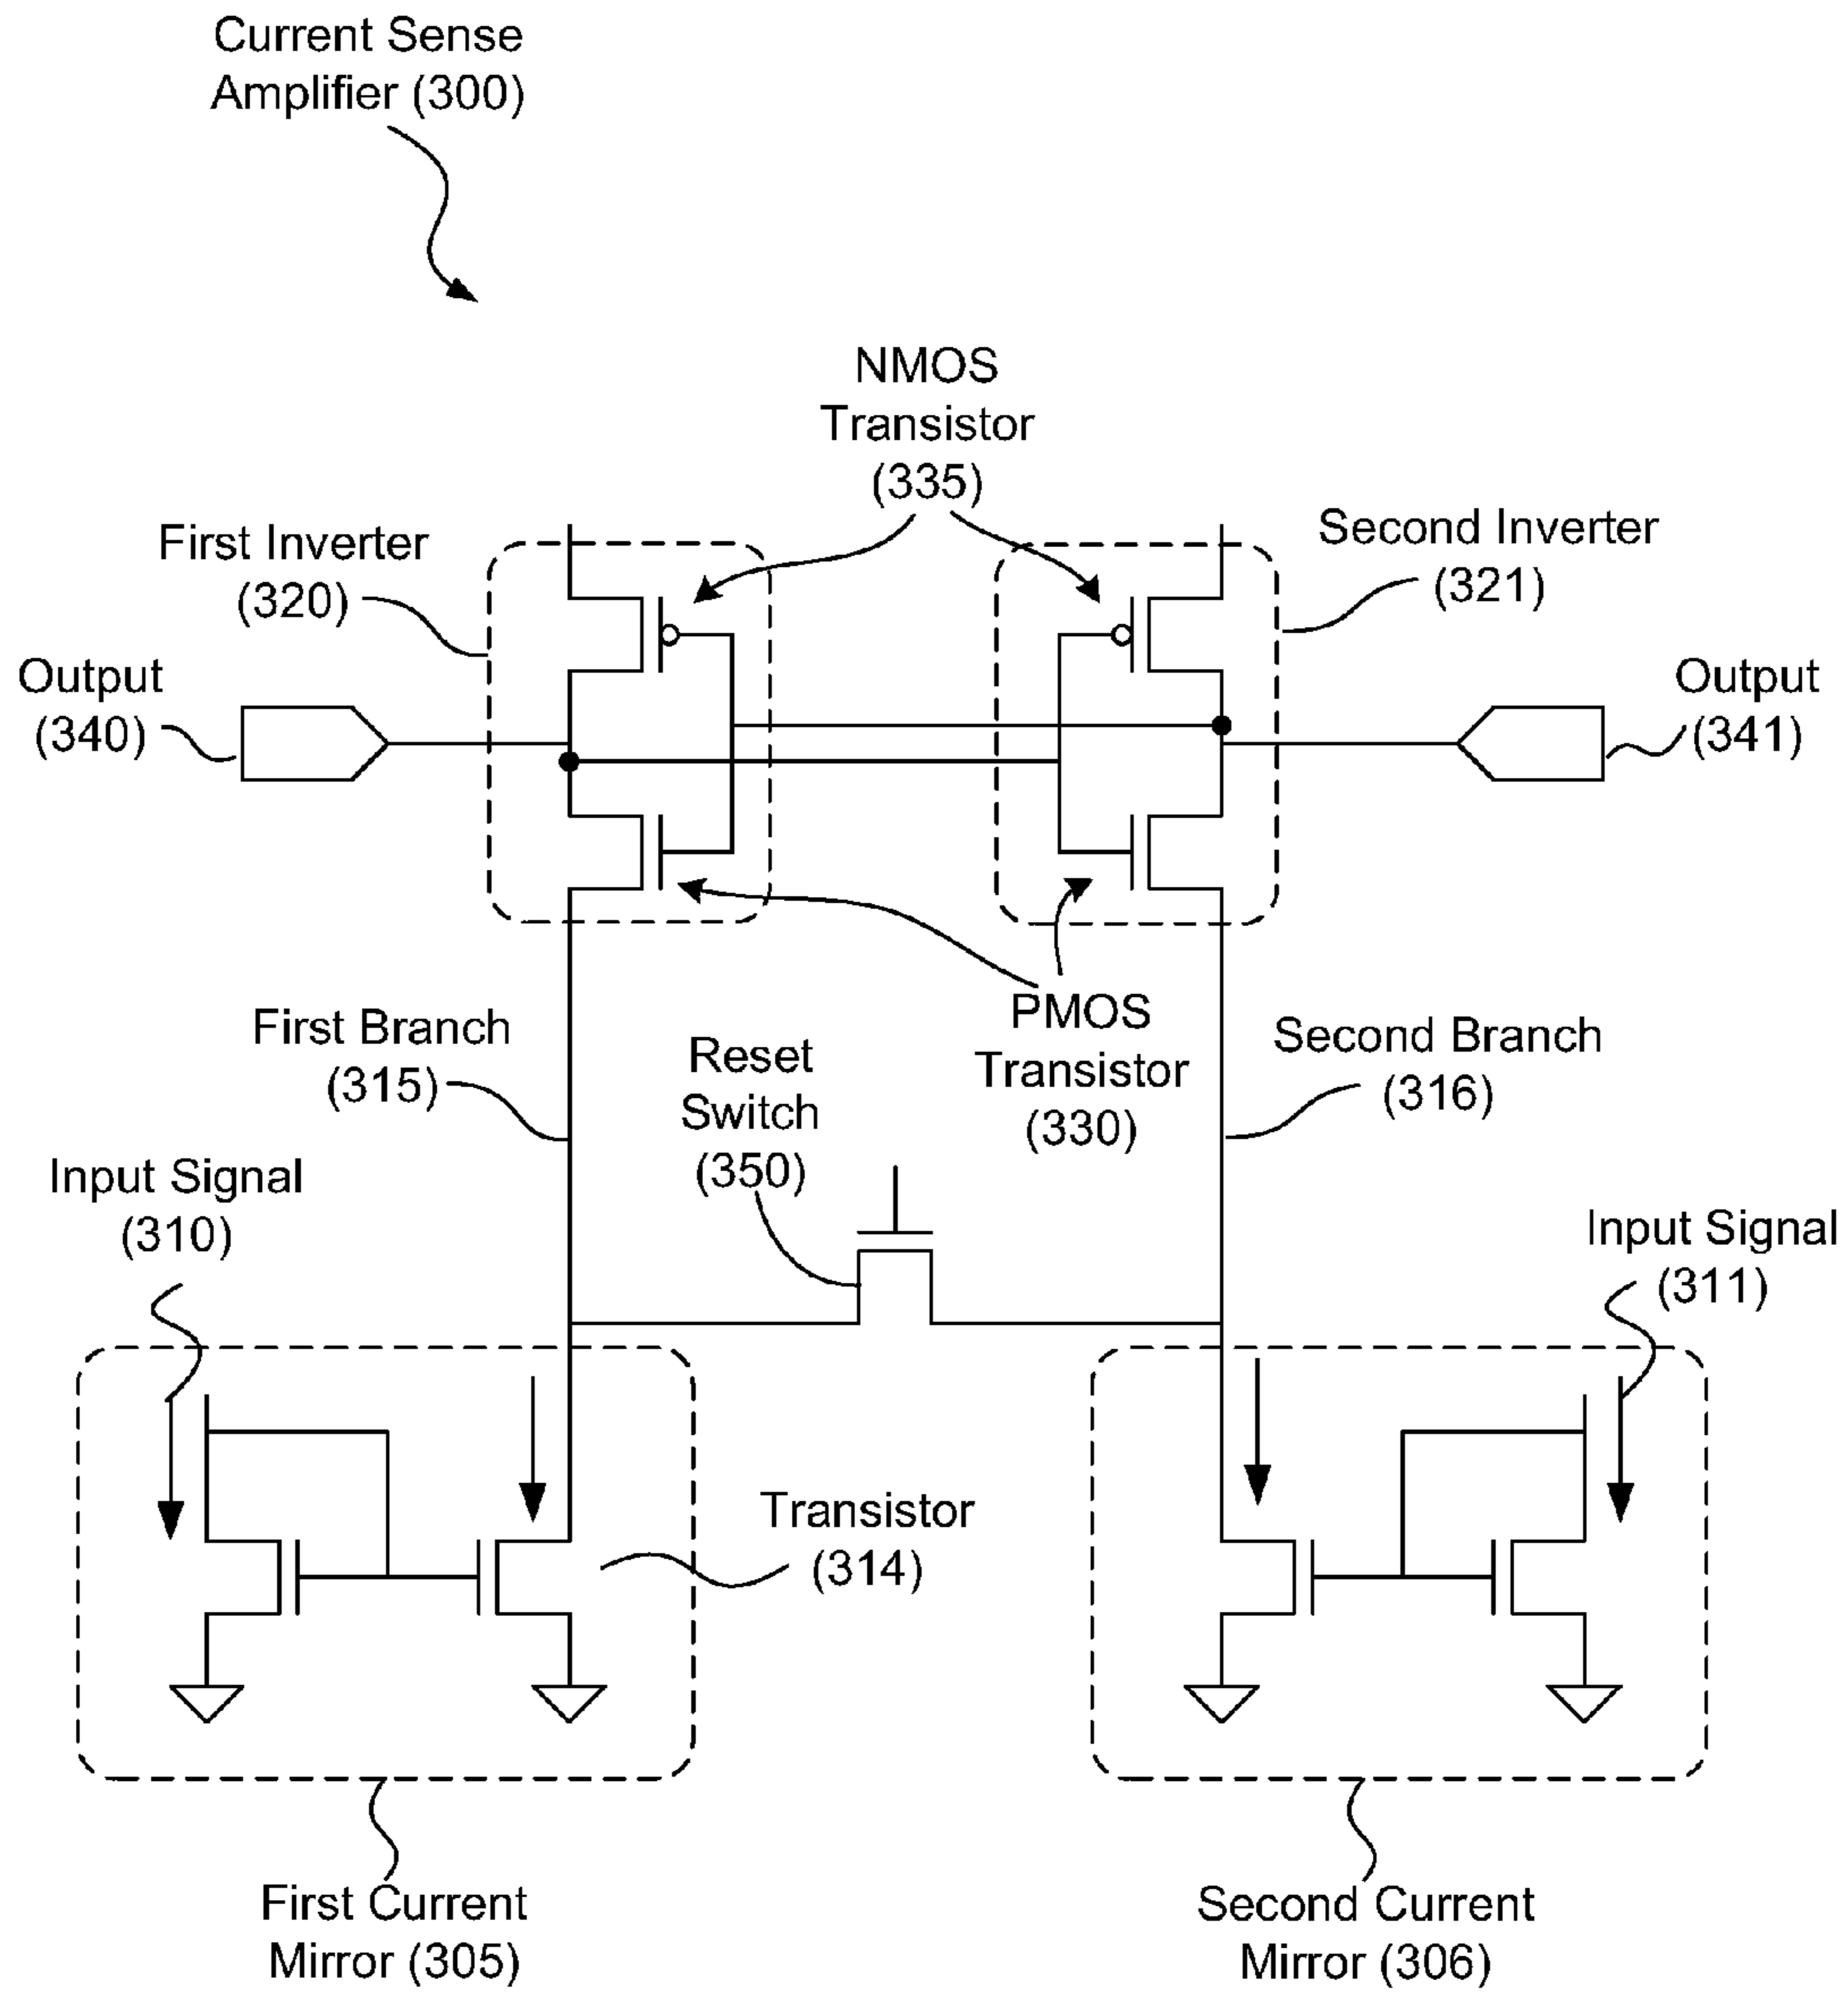 Current Sense
Amplifier (300)
NMOS
Transistor
(335)
First Inverter
(320)
Second Inverter
(321)
Output
(340)
Output
(341)
First Branch
(315)
Reset
Switch
(350)
PMOS
Transistor
(330)
Second Branch
(316)
Input Signal
(310)
Input Signal
(311)
Transistor
(314)
First Current
Mirror (305)
Second Current
Mirror (306)